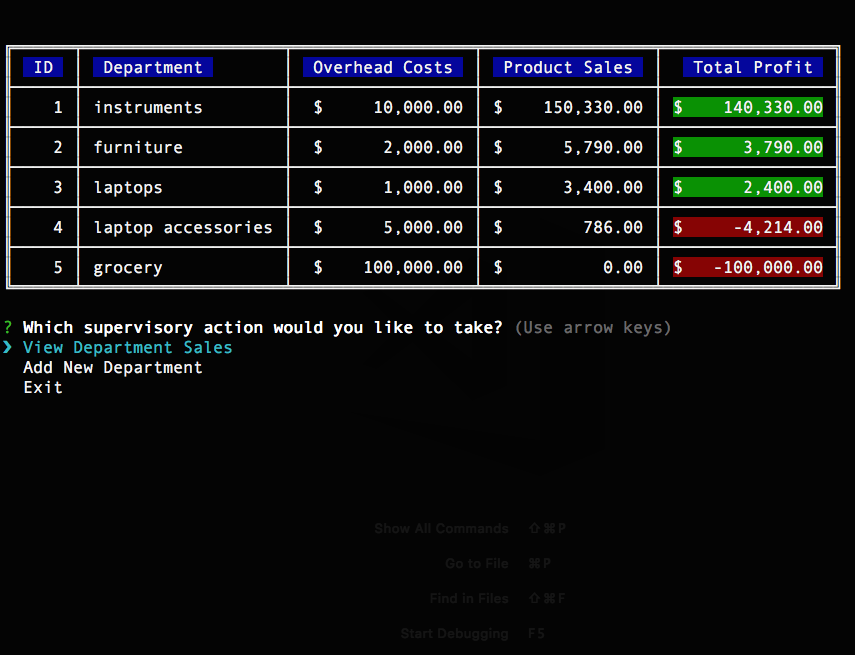 ID Department Overhead Costs Product Sales Total Profit
1 instruments $ 10,000.00 $ 150,330.00 $ 140,330.00
2 furniture $ 2,000.00 $ 5,790.00 $ 3,790.00
3 laptops $ 1,000.00 $ 3,400.00 $ 2,400.00
4 laptop accessories $ 5,000.00 $ 786.00 $ -4,214.00
5 grocery $ 100,000.00 $ 0.00 $ -100,000.00
? Which supervisory action would you like to take? (Use arrow keys)
❯ View Department Sales
Add New Department
Exit
Show All Commands ⇧⌘P
Go to File ⌘P
Find in Files ⇧⌘F
Start Debugging F5